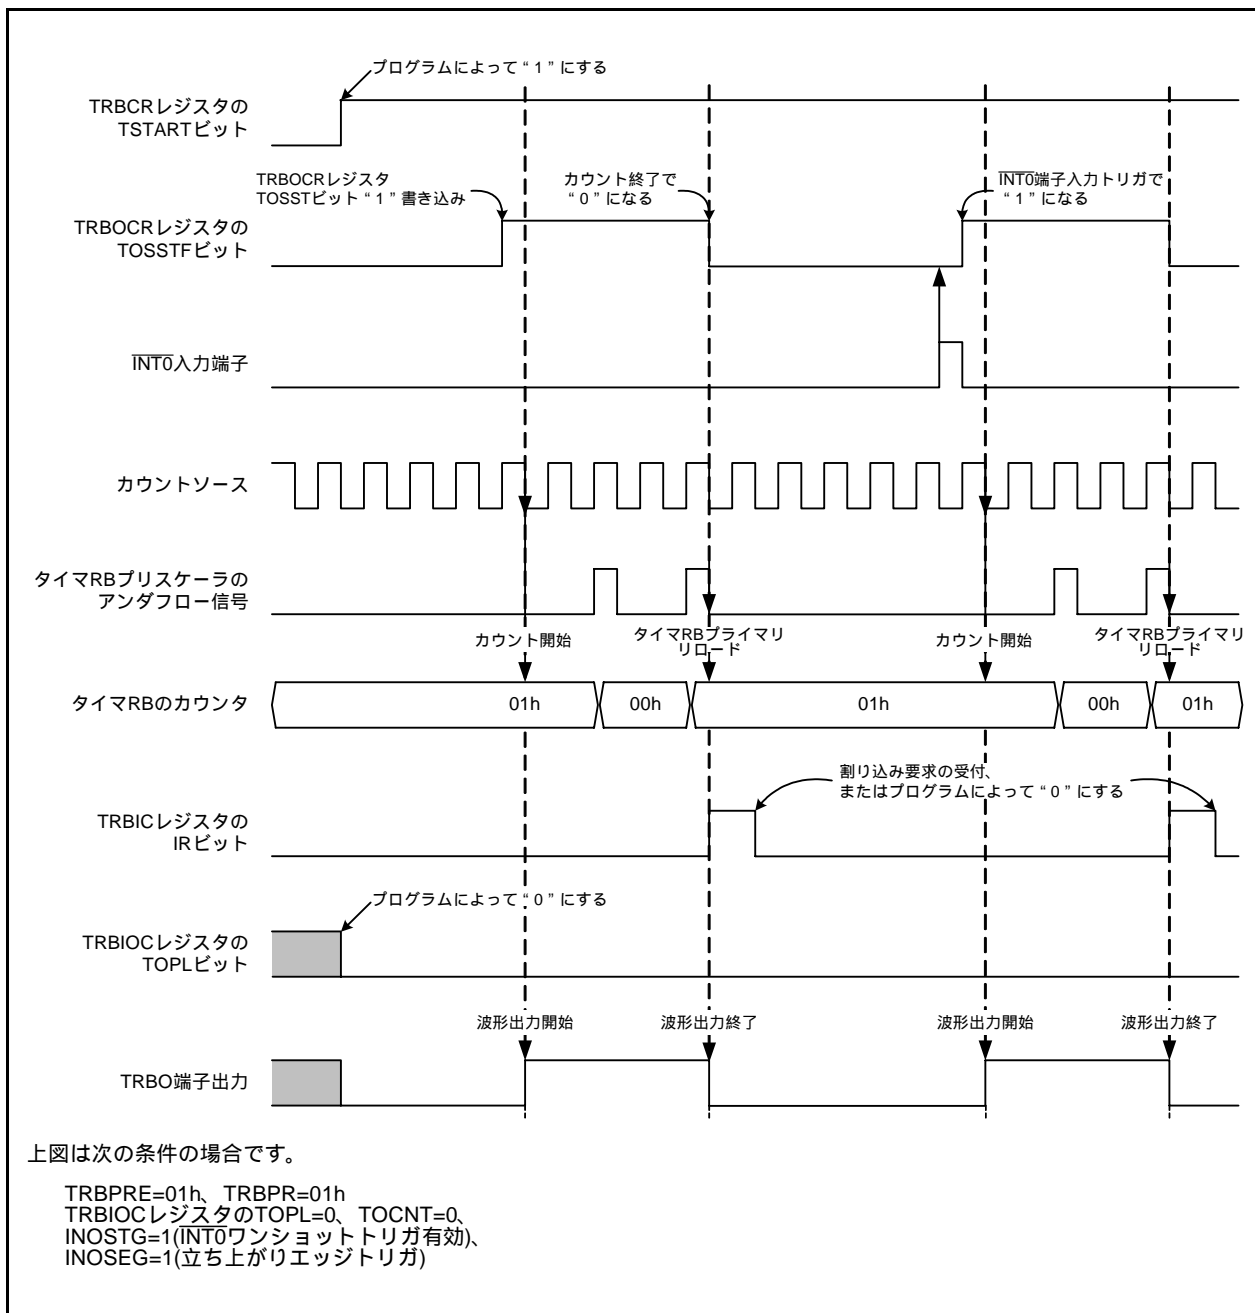 プログラムによって“1”にする
TRBCRレジスタの
TSTARTビット
TRBOCRレジスタ
TOSSTビット“1”書き込み
カウント終了で
“0”になる
INT0端子入力トリガで
“1”になる
TRBOCRレジスタの
TOSSTFビット
INT0入力端子
カウントソース
タイマRBプリスケーラの
アンダフロー信号
カウント開始
タイマRBプライマリ
リロード
カウント開始
タイマRBプライマリ
リロード
タイマRBのカウンタ
01h
00h
01h
00h
01h
割り込み要求の受付、
またはプログラムによって“0”にする
TRBICレジスタの
IRビット
プログラムによって“0”にする
TRBIOCレジスタの
TOPLビット
波形出力開始
波形出力終了
波形出力開始
波形出力終了
TRBO端子出力
上図は次の条件の場合です。
TRBPRE=01h、TRBPR=01h
TRBIOCレジスタのTOPL=0、TOCNT=0、
INOSTG=1(INT0ワンショットトリガ有効)、
INOSEG=1(立ち上がりエッジトリガ)